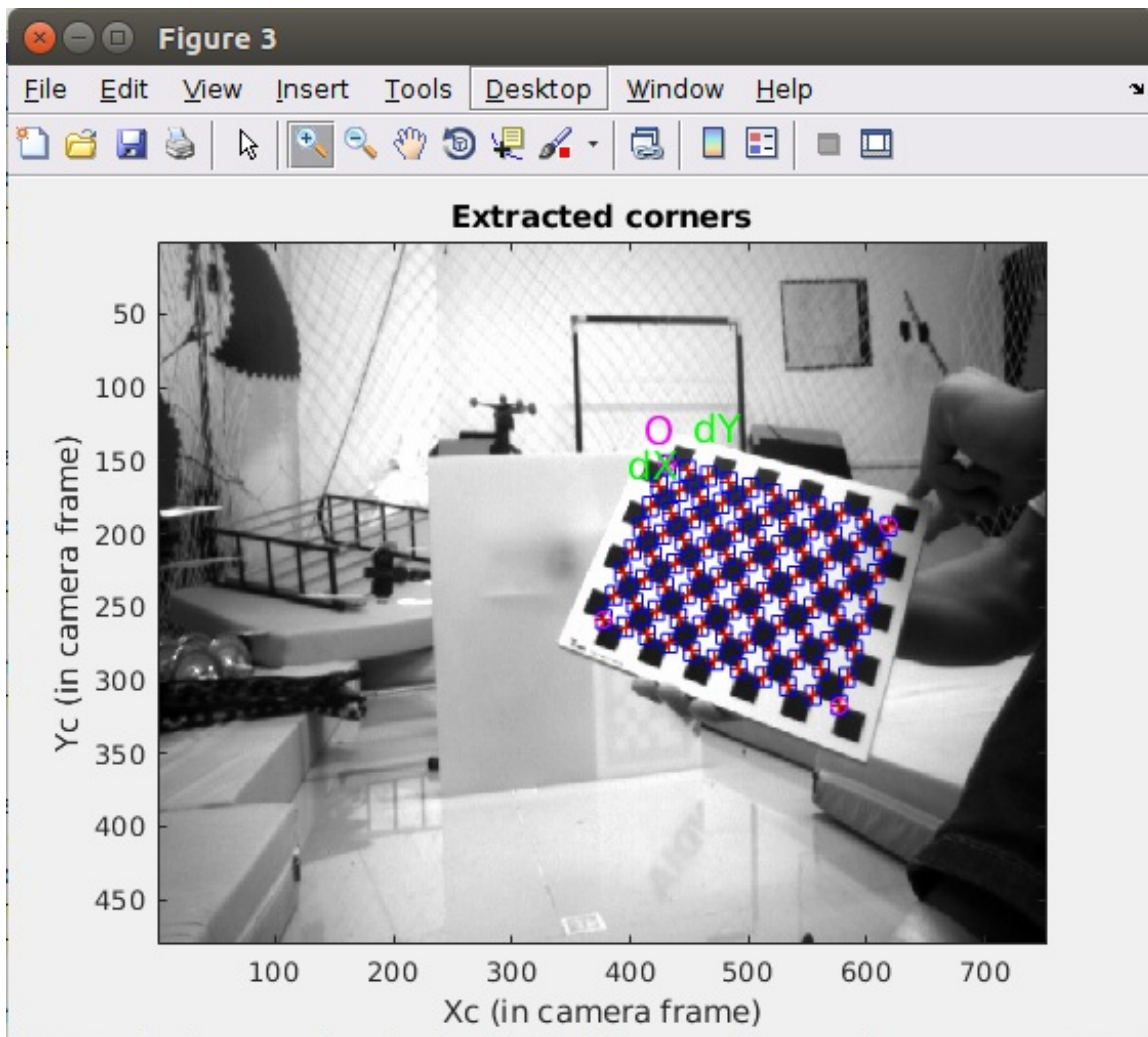 Figure 3
File Edit View Insert Tools Desktop Window Help
Extracted corners
50
100
150
200
250
300
350
400
450
O
dY
dX
100 200 300 400 500 600 700
Xc (in camera frame)
Yc (in camera frame)